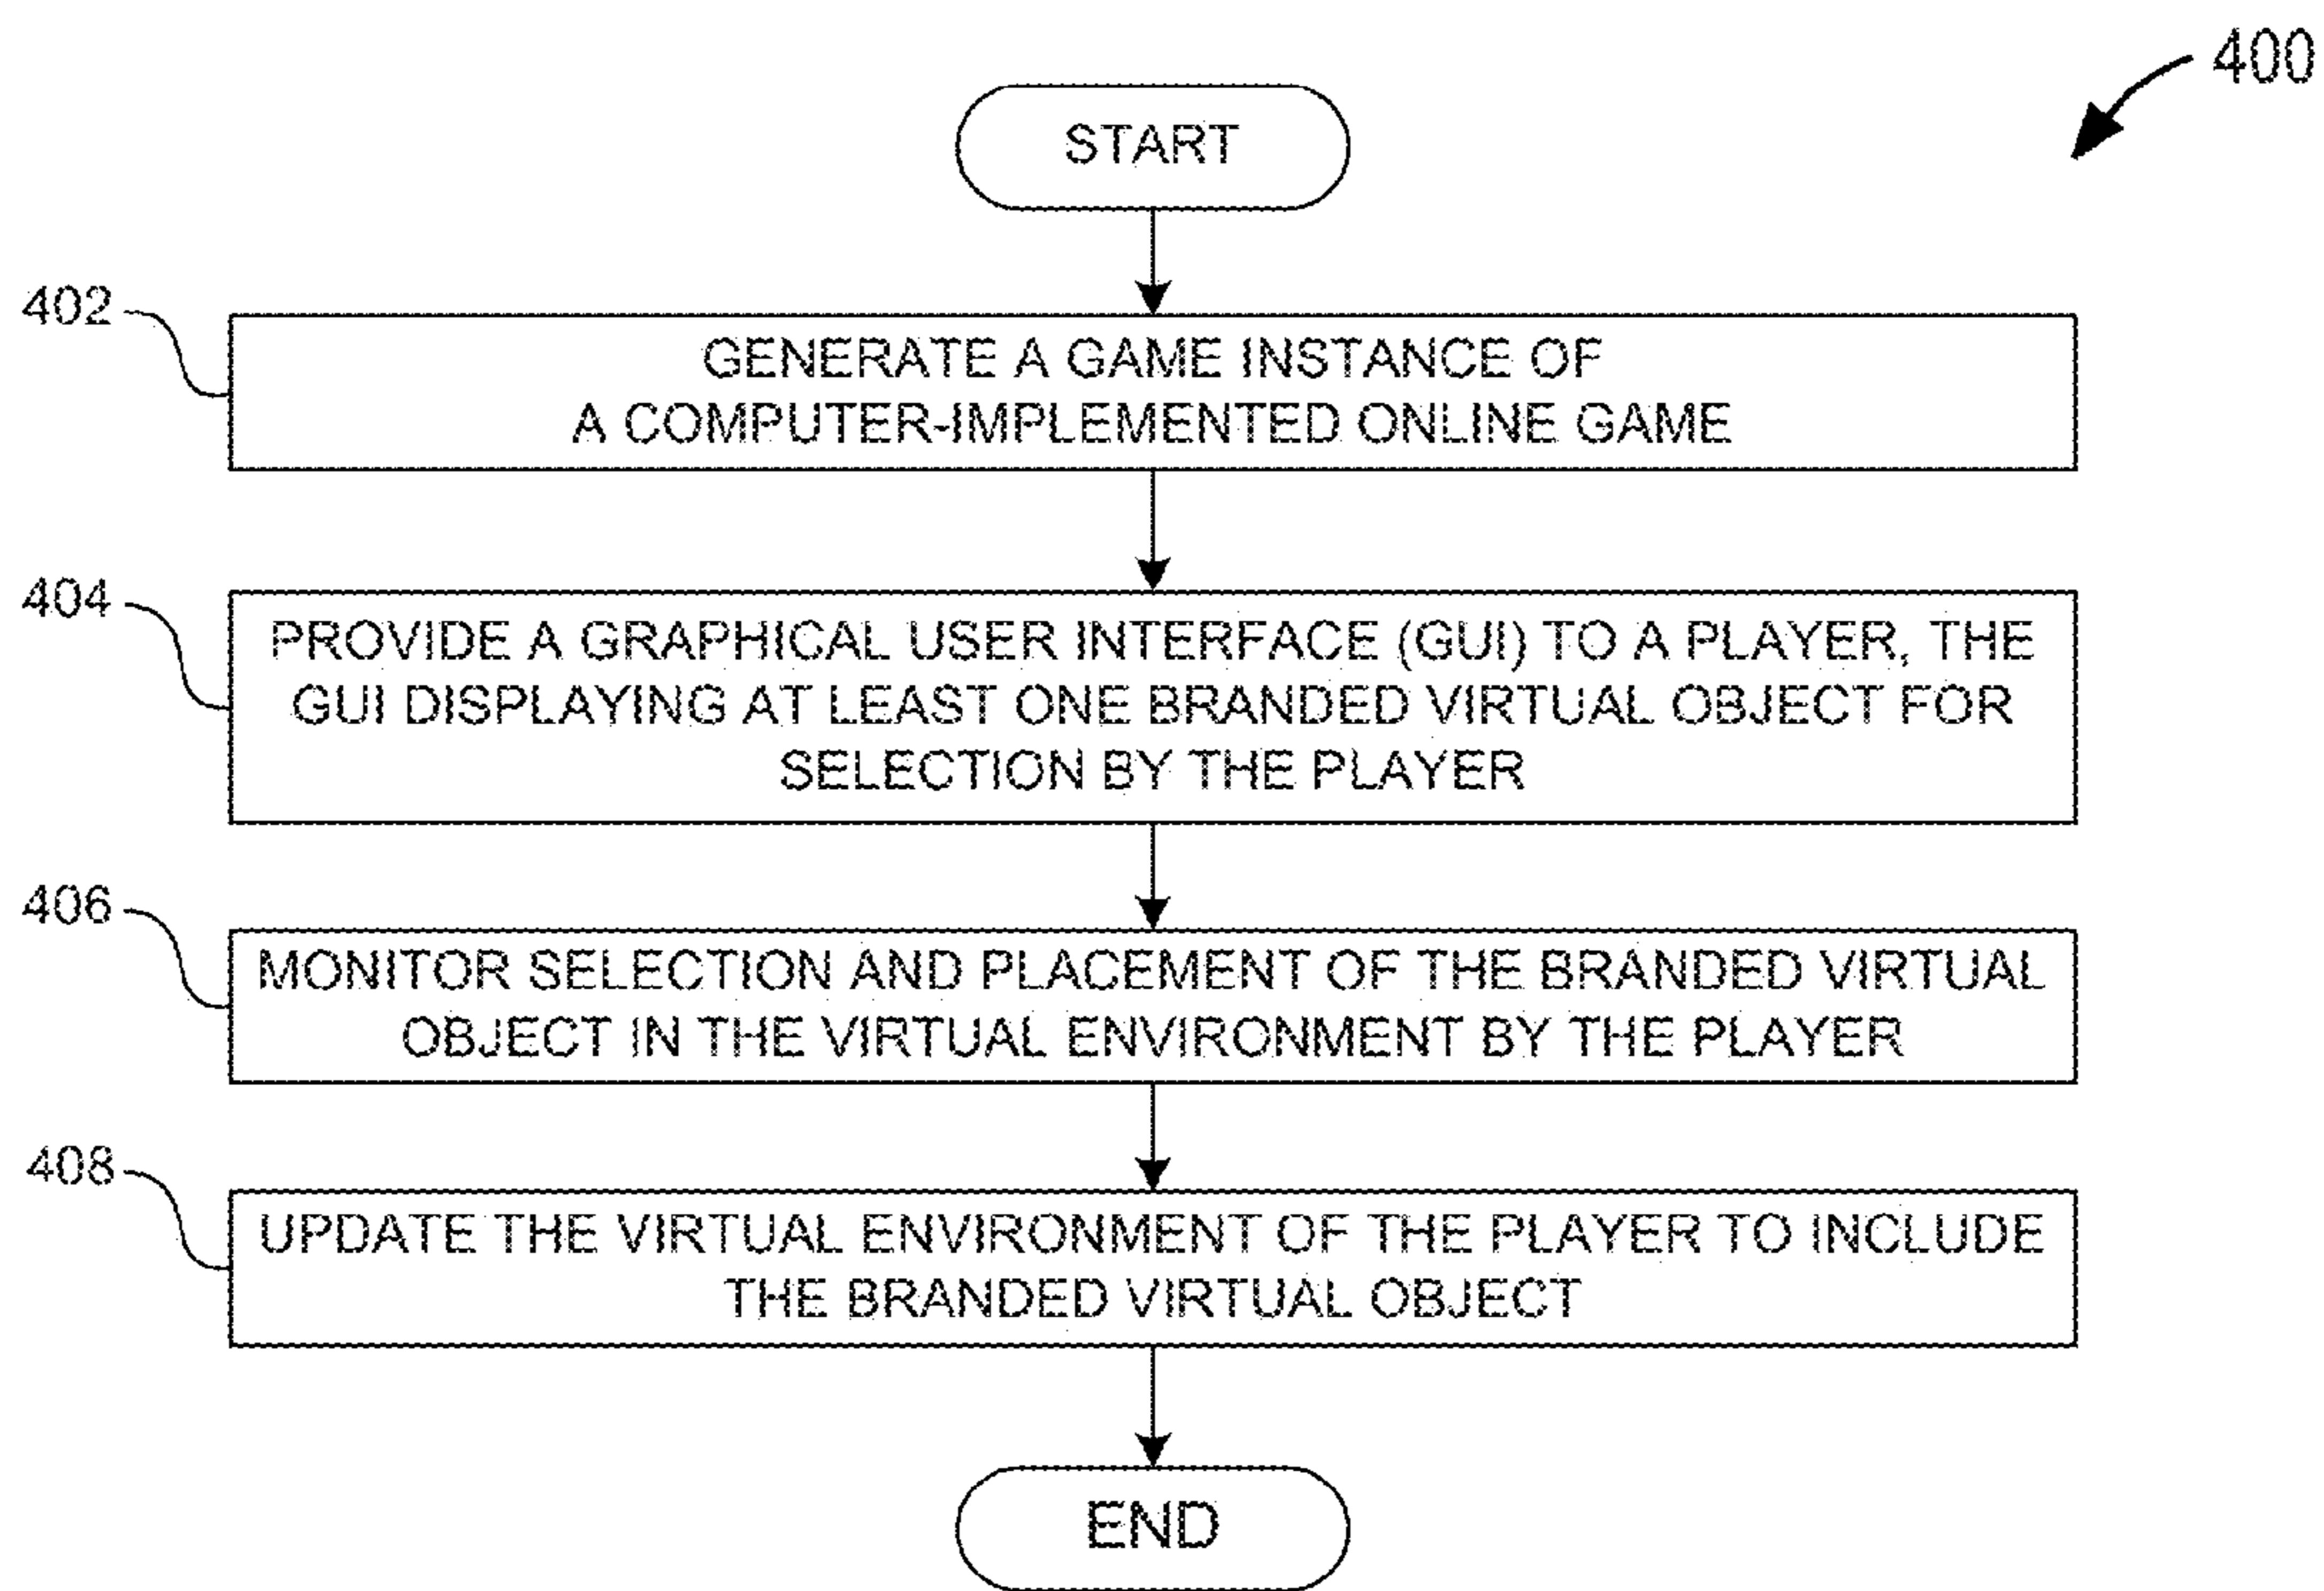 400
START
402
GENERATE A GAME INSTANCE OF
A COMPUTER-IMPLEMENTED ONLINE GAME
404
PROVIDE A GRAPHICAL USER INTERFACE (GUI) TO A PLAYER, THE
GUI DISPLAYING AT LEAST ONE BRANDED VIRTUAL OBJECT FOR
SELECTION BY THE PLAYER
406
MONITOR SELECTION AND PLACEMENT OF THE BRANDED VIRTUAL
OBJECT IN THE VIRTUAL ENVIRONMENT BY THE PLAYER
408
UPDATE THE VIRTUAL ENVIRONMENT OF THE PLAYER TO INCLUDE
THE BRANDED VIRTUAL OBJECT
END